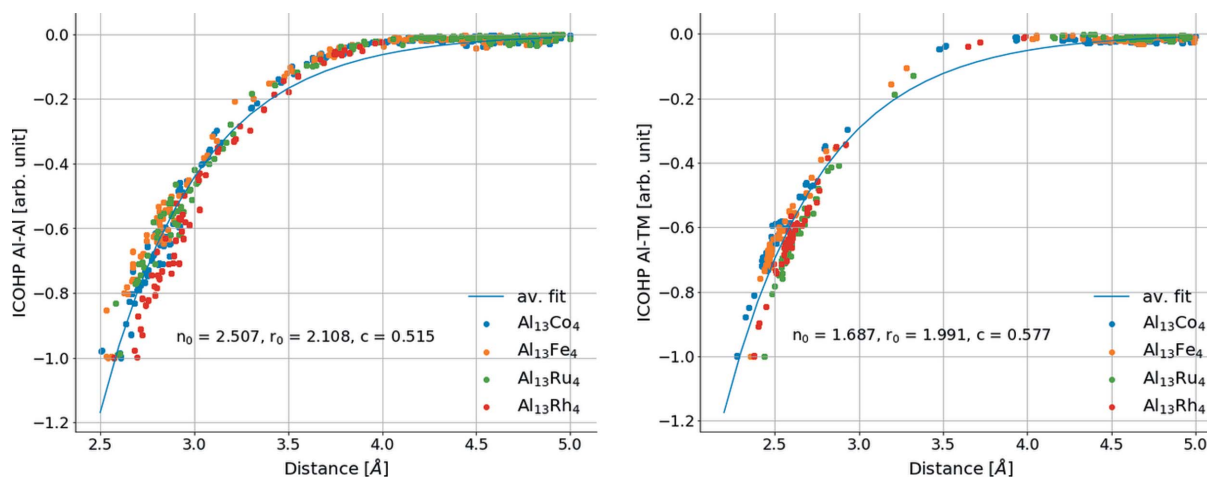 ICOHP Al-Al [arb. unit]
0.0
−0.2
−0.4
−0.6
−0.8
−1.0
−1.2
av. fit
Al₁₃Co₄
Al₁₃Fe₄
Al₁₃Ru₄
Al₁₃Rh₄
n₀ = 2.507, r₀ = 2.108, c = 0.515
2.5 3.0 3.5 4.0 4.5 5.0
Distance [Å]
ICOHP Al-TM [arb. unit]
0.0
−0.2
−0.4
−0.6
−0.8
−1.0
−1.2
av. fit
Al₁₃Co₄
Al₁₃Fe₄
Al₁₃Ru₄
Al₁₃Rh₄
n₀ = 1.687, r₀ = 1.991, c = 0.577
2.5 3.0 3.5 4.0 4.5 5.0
Distance [Å]